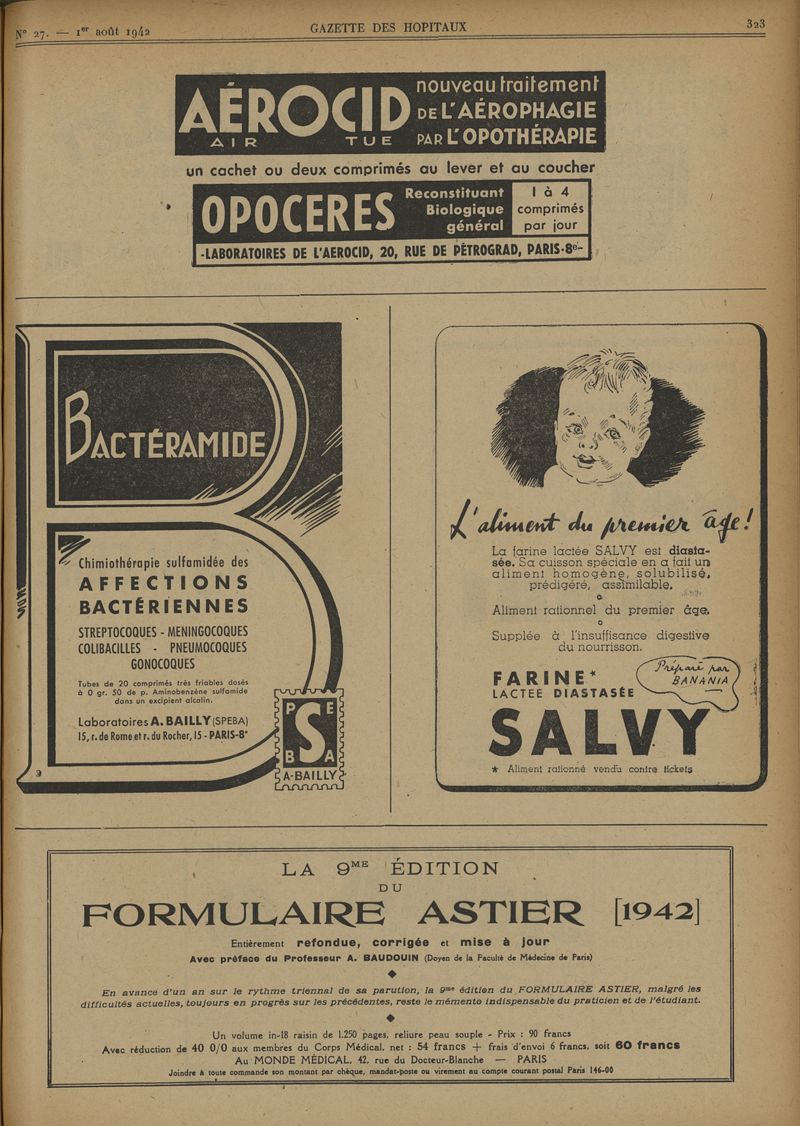 N° 27. — 1er août 1942
GAZETTE DES HOPITAUX
323
AÉROCID
AIR TUE
nouveau traitement
DE L'AÉROPHAGIE
PAR L'OPOTHÉRAPIE
un cachet ou deux comprimés au lever et au coucher
OPOCERES
Reconstituant
Biologique
général
1 à 4
comprimés
par jour
-LABORATOIRES DE L'AEROCID, 20, RUE DE PÉTROGRAD, PARIS-8e-
BACTÉRAMIDE
Chimiothérapie sulfamidée des
AFFECTIONS
BACTÉRIENNES
STREPTOCOQUES - MENINGOCOQUES
COLIBACILLES - PNEUMOCOQUES
GONOCOQUES
Tubes de 20 comprimés très friables dosés
à 0 gr. 50 de p. Aminobenzène sulfamide
dans un excipient alcalin.
Laboratoires A. BAILLY (SPEBA)
15, r. de Rome et r. du Rocher, 15 - PARIS-8e
SPEBA
A. BAILLY
9
L'aliment du premier âge!
La farine lactée SALVY est diasta-
sée. Sa cuisson spéciale en a fait un
aliment homogène, solubilisé,
prédigéré, assimilable.
o
Aliment rationnel du premier âge,
o
Supplée à l'insuffisance digestive
du nourrisson.
FARINE*
LACTÉE DIASTASÉE
Préparé par
BANANIA
SALVY
* Aliment rationné vendu contre tickets
LA 9ME ÉDITION
DU
FORMULAIRE ASTIER [1942]
Entièrement refondue, corrigée et mise à jour
Avec préface du Professeur A. BAUDOUIN (Doyen de la Faculté de Médecine de Paris)
En avance d'un an sur le rythme triennal de sa parution, la 9me édition du FORMULAIRE ASTIER, malgré les
difficultés actuelles, toujours en progrès sur les précédentes, reste le mémento indispensable du praticien et de l'étudiant.
Un volume in-18 raisin de 1.250 pages, reliure peau souple - Prix : 90 francs
Avec réduction de 40 0/0 aux membres du Corps Médical, net : 54 francs + frais d'envoi 6 francs, soit 60 francs
Au MONDE MÉDICAL, 42, rue du Docteur-Blanche — PARIS
Joindre à toute commande son montant par chèque, mandat-poste ou virement au compte courant postal Paris 146-00